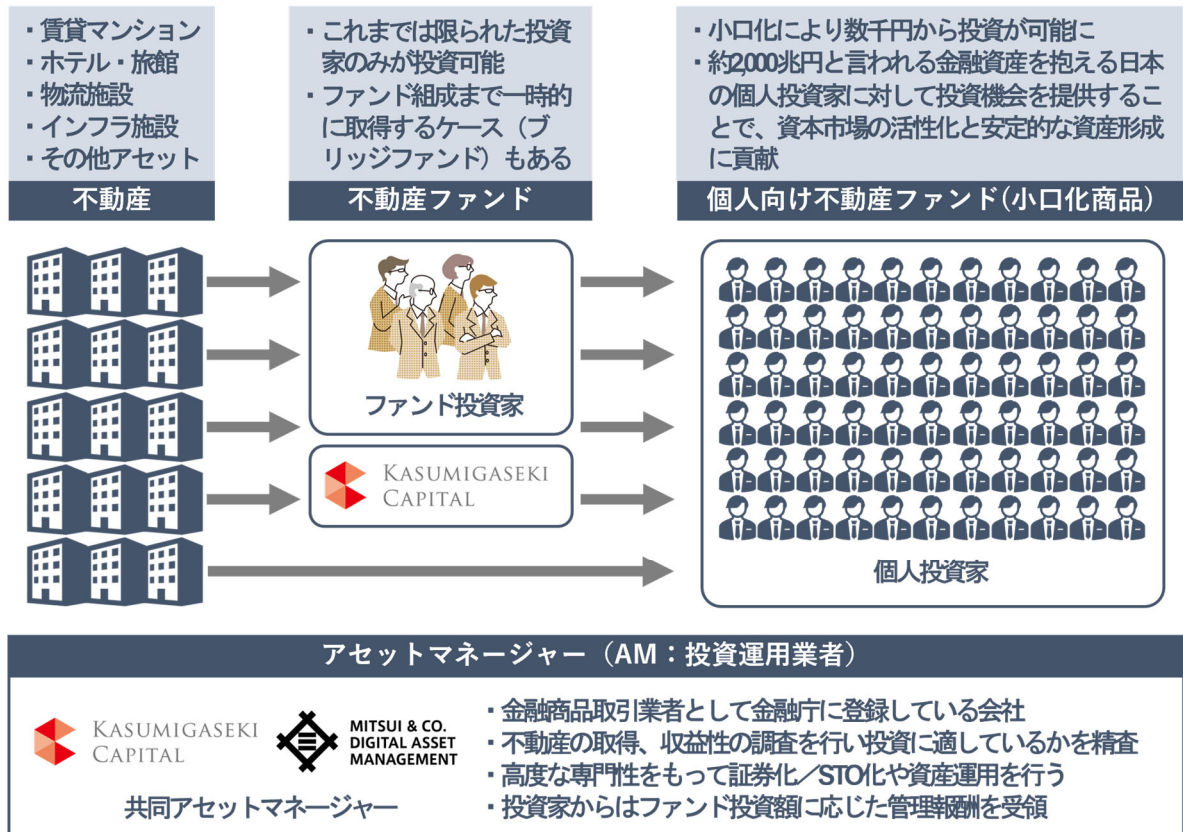 ・賃貸マンション
・ホテル・旅館
・物流施設
・インフラ施設
・その他アセット
不動産
・これまでは限られた投資
家のみが投資可能
・ファンド組成まで一時的
に取得するケース（ブ
リッジファンド）もある
不動産ファンド
・小口化により数千円から投資が可能に
・約2,000兆円と言われる金融資産を抱える日本
の個人投資家に対して投資機会を提供するこ
とで、資本市場の活性化と安定的な資産形成
に貢献
個人向け不動産ファンド(小口化商品)
ファンド投資家
KASUMIGASEKI
CAPITAL
個人投資家
アセットマネージャー（AM：投資運用業者）
KASUMIGASEKI
CAPITAL
MITSUI & CO.
DIGITAL ASSET
MANAGEMENT
共同アセットマネージャー
・金融商品取引業者として金融庁に登録している会社
・不動産の取得、収益性の調査を行い投資に適しているかを精査
・高度な専門性をもって証券化／STO化や資産運用を行う
・投資家からはファンド投資額に応じた管理報酬を受領